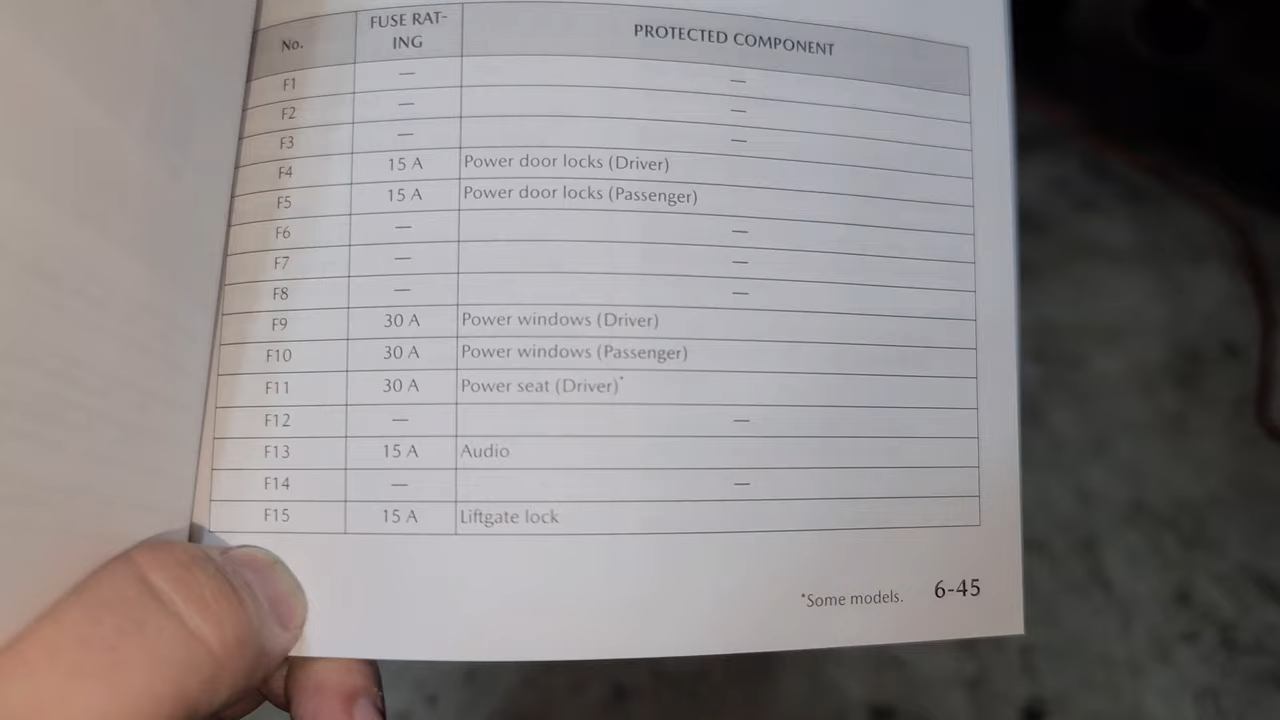 No. FUSE RAT-ING PROTECTED COMPONENT
F1 — —
F2 — —
F3 — —
F4 15 A Power door locks (Driver)
F5 15 A Power door locks (Passenger)
F6 — —
F7 — —
F8 — —
F9 30 A Power windows (Driver)
F10 30 A Power windows (Passenger)
F11 30 A Power seat (Driver)*
F12 — —
F13 15 A Audio
F14 — —
F15 15 A Liftgate lock
*Some models. 6-45